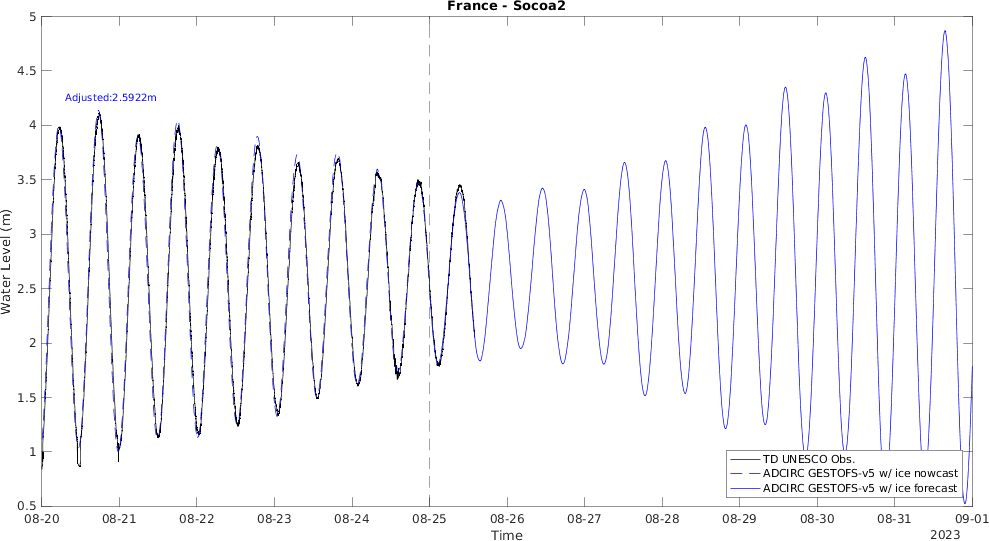 France - Socoa2
Adjusted:2.5922m
Water Level (m)
5
4.5
4
3.5
3
2.5
2
1.5
1
0.5
TD UNESCO Obs.
ADCIRC GESTOFS-v5 w/ ice nowcast
ADCIRC GESTOFS-v5 w/ ice forecast
08-20 08-21 08-22 08-23 08-24 08-25 08-26 08-27 08-28 08-29 08-30 08-31 09-01
Time
2023